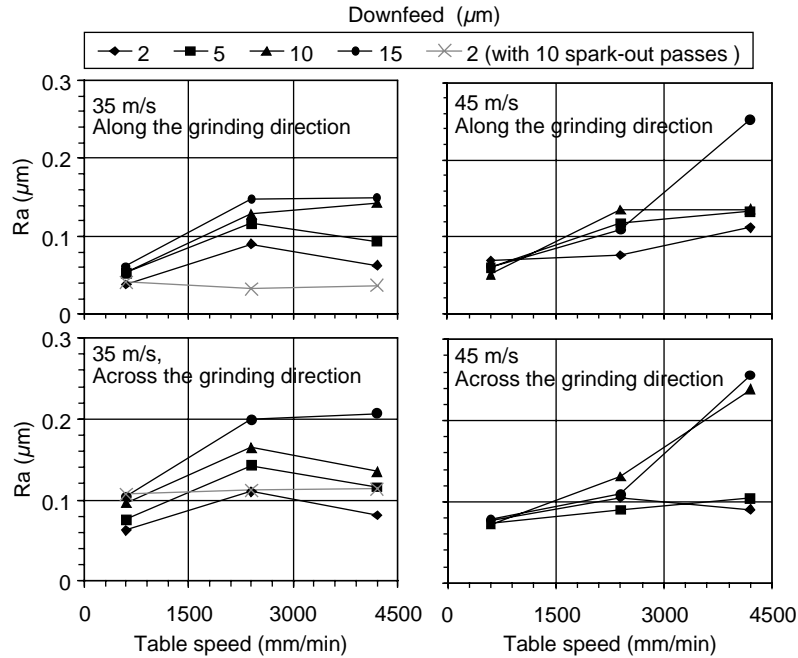 Downfeed (µm)
2 5 10 15 2 (with 10 spark-out passes )
0.3
35 m/s
Along the grinding direction
45 m/s
Along the grinding direction
0.2
Ra (µm)
0.1
0
0.3
35 m/s,
Across the grinding direction
45 m/s
Across the grinding direction
0.2
Ra (µm)
0.1
0
0 1500 3000 4500 0 1500 3000 4500
Table speed (mm/min) Table speed (mm/min)